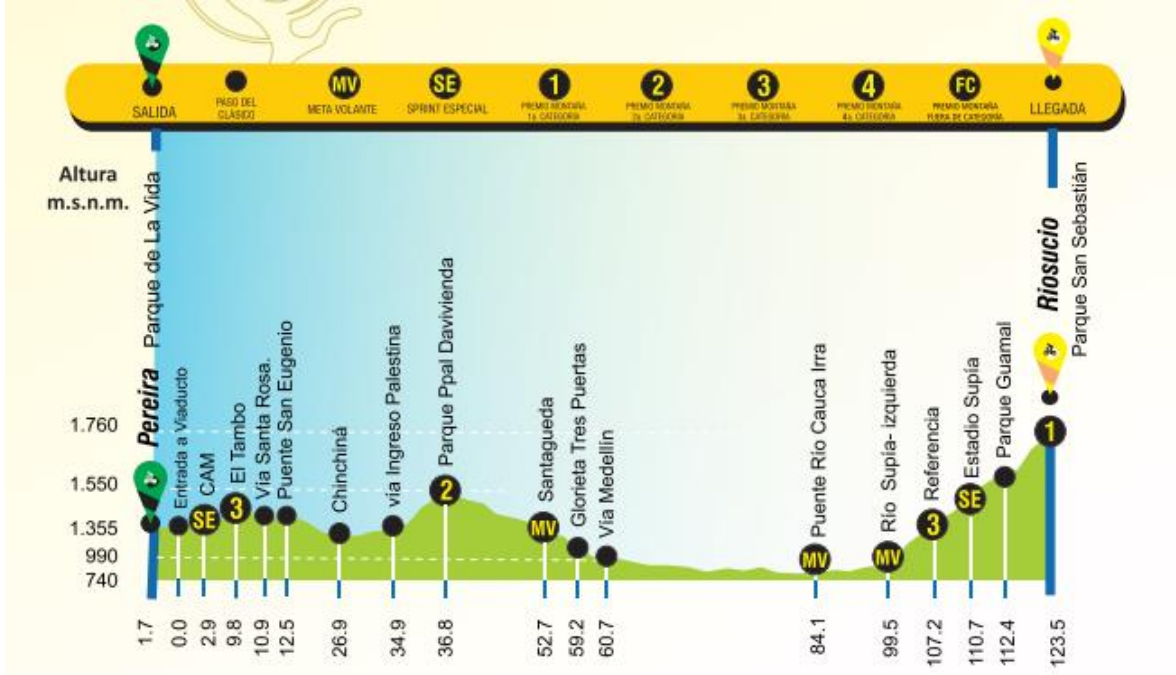 SALIDA
PASO DEL
CLÁSICO
MV
META VOLANTE
SE
SPRINT ESPECIAL
1
PREMIO MONTAÑA
1a. CATEGORÍA
2
PREMIO MONTAÑA
2a. CATEGORÍA
3
PREMIO MONTAÑA
3a. CATEGORÍA
4
PREMIO MONTAÑA
4a. CATEGORÍA
FC
PREMIO MONTAÑA
FUERA DE CATEGORÍA
LLEGADA
Altura
m.s.n.m.
1.760
1.550
1.355
990
740
Pereira Parque de La Vida
Entrada a Viaducto
CAM
SE
El Tambo
3
Vía Santa Rosa.
Puente San Eugenio
Chinchiná
vía Ingreso Palestina
Parque Ppal Davivienda
2
Santagueda
MV
Glorieta Tres Puertas
Vía Medellín
Puente Río Cauca Irra
MV
Río Supía- izquierda
MV
Referencia
3
Estadio Supía
SE
Parque Guamal
Riosucio
Parque San Sebastián
1
1.7
0.0
2.9
9.8
10.9
12.5
26.9
34.9
36.8
52.7
59.2
60.7
84.1
99.5
107.2
110.7
112.4
123.5